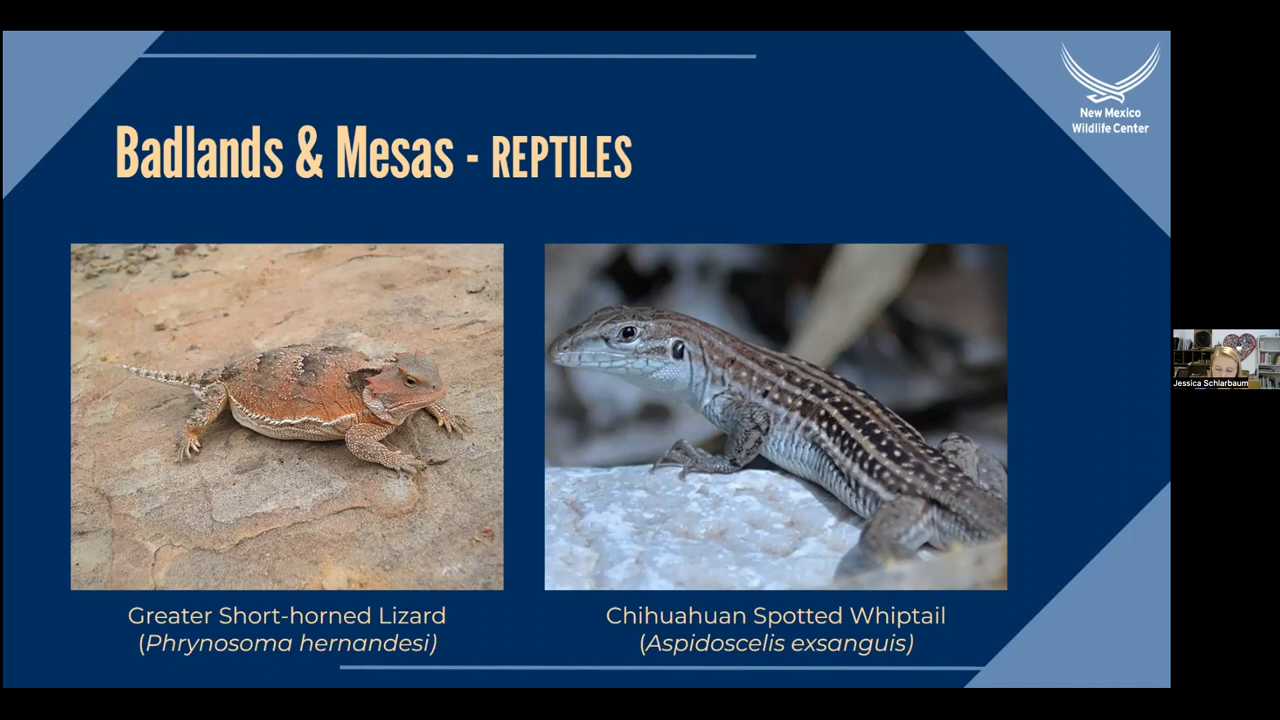 New Mexico
Wildlife Center
Badlands & Mesas - REPTILES
Jessica Schlarbaum
Greater Short-horned Lizard
(Phrynosoma hernandesi)
Chihuahuan Spotted Whiptail
(Aspidoscelis exsanguis)